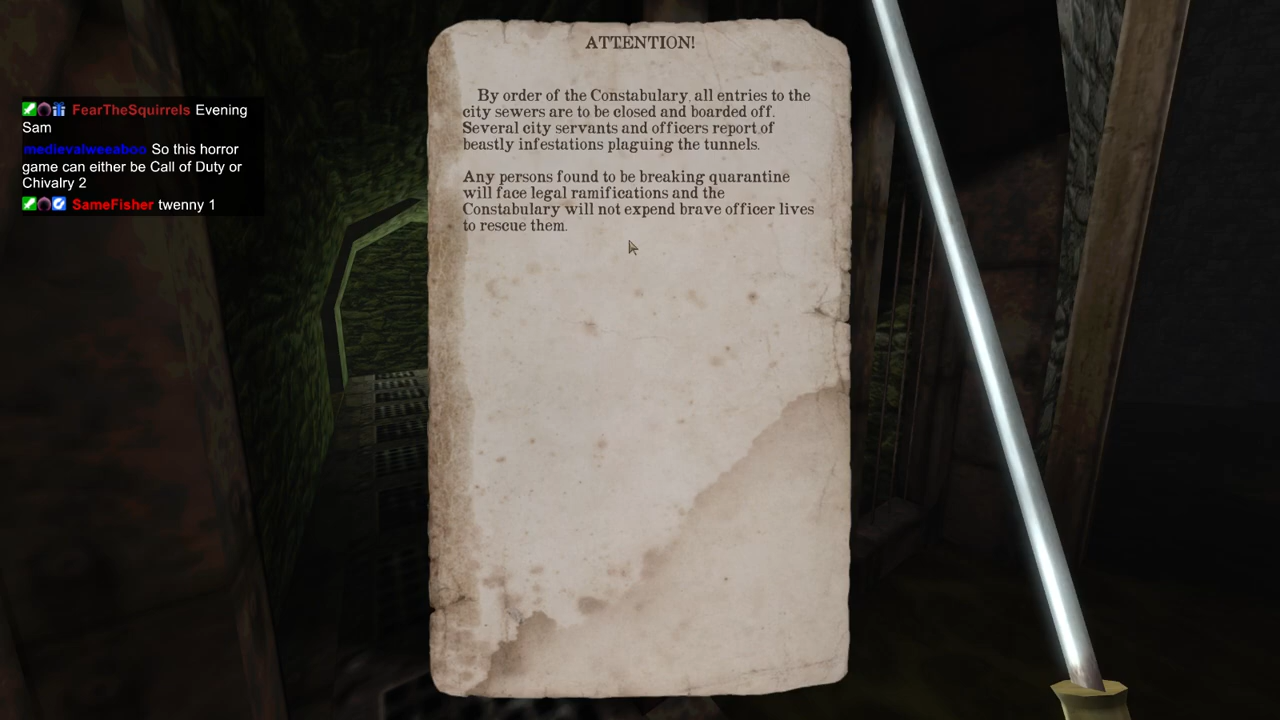 FearTheSquirrels Evening
Sam
medievalweeaboo So this horror
game can either be Call of Duty or
Chivalry 2
SameFisher twenny 1
ATTENTION!
By order of the Constabulary, all entries to the
city sewers are to be closed and boarded off.
Several city servants and officers report of
beastly infestations plaguing the tunnels.
Any persons found to be breaking quarantine
will face legal ramifications and the
Constabulary will not expend brave officer lives
to rescue them.